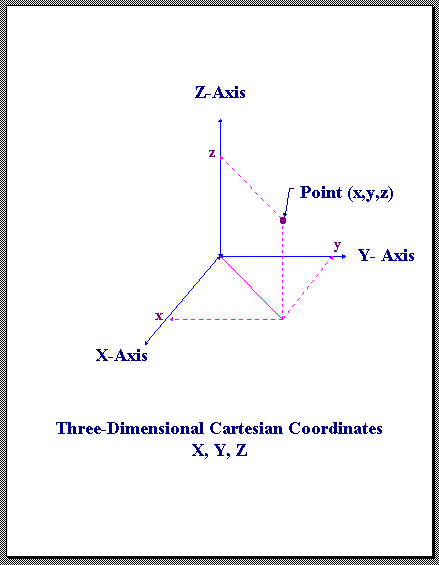 Z-Axis
z
Point (x,y,z)
y
Y- Axis
x
X-Axis
Three-Dimensional Cartesian Coordinates
X, Y, Z